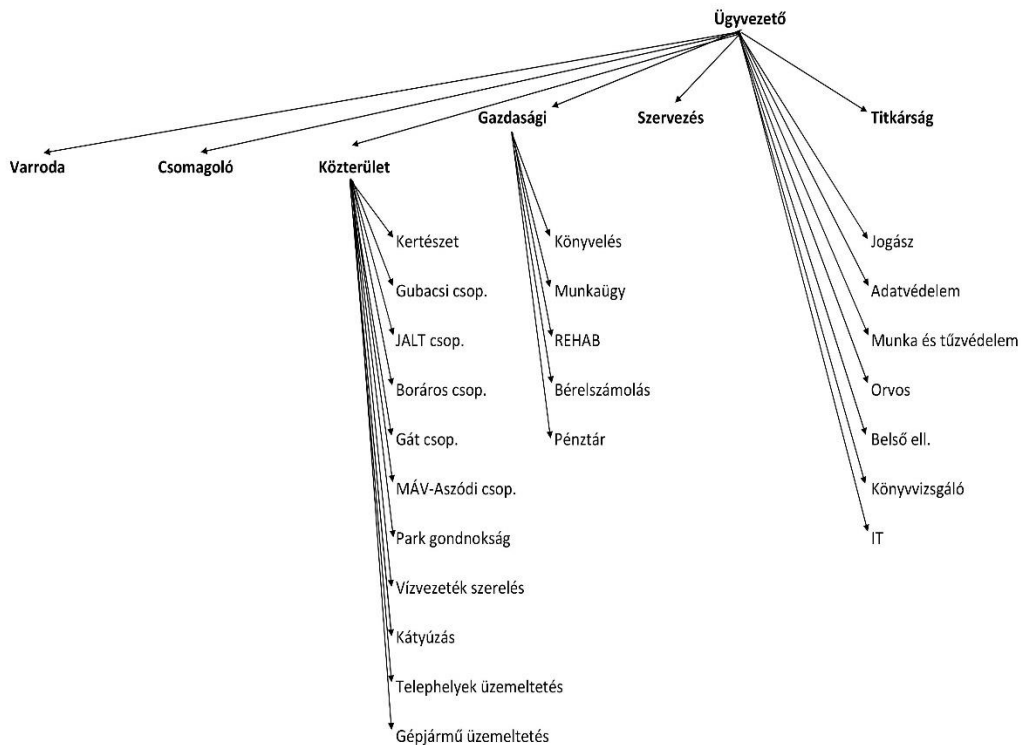 Ügyvezető
Gazdasági
Szervezés
Titkárság
Varroda
Csomagoló
Közterület
Kertészet
Gubacsi csop.
JALT csop.
Boráros csop.
Gát csop.
MÁV-Aszódi csop.
Park gondnokság
Vízvezeték szerelés
Kátyúzás
Telephelyek üzemeltetés
Gépjármű üzemeltetés
Könyvelés
Munkaügy
REHAB
Bérelszámolás
Pénztár
Jogász
Adatvédelem
Munka és tűzvédelem
Orvos
Belső ell.
Könyvvizsgáló
IT